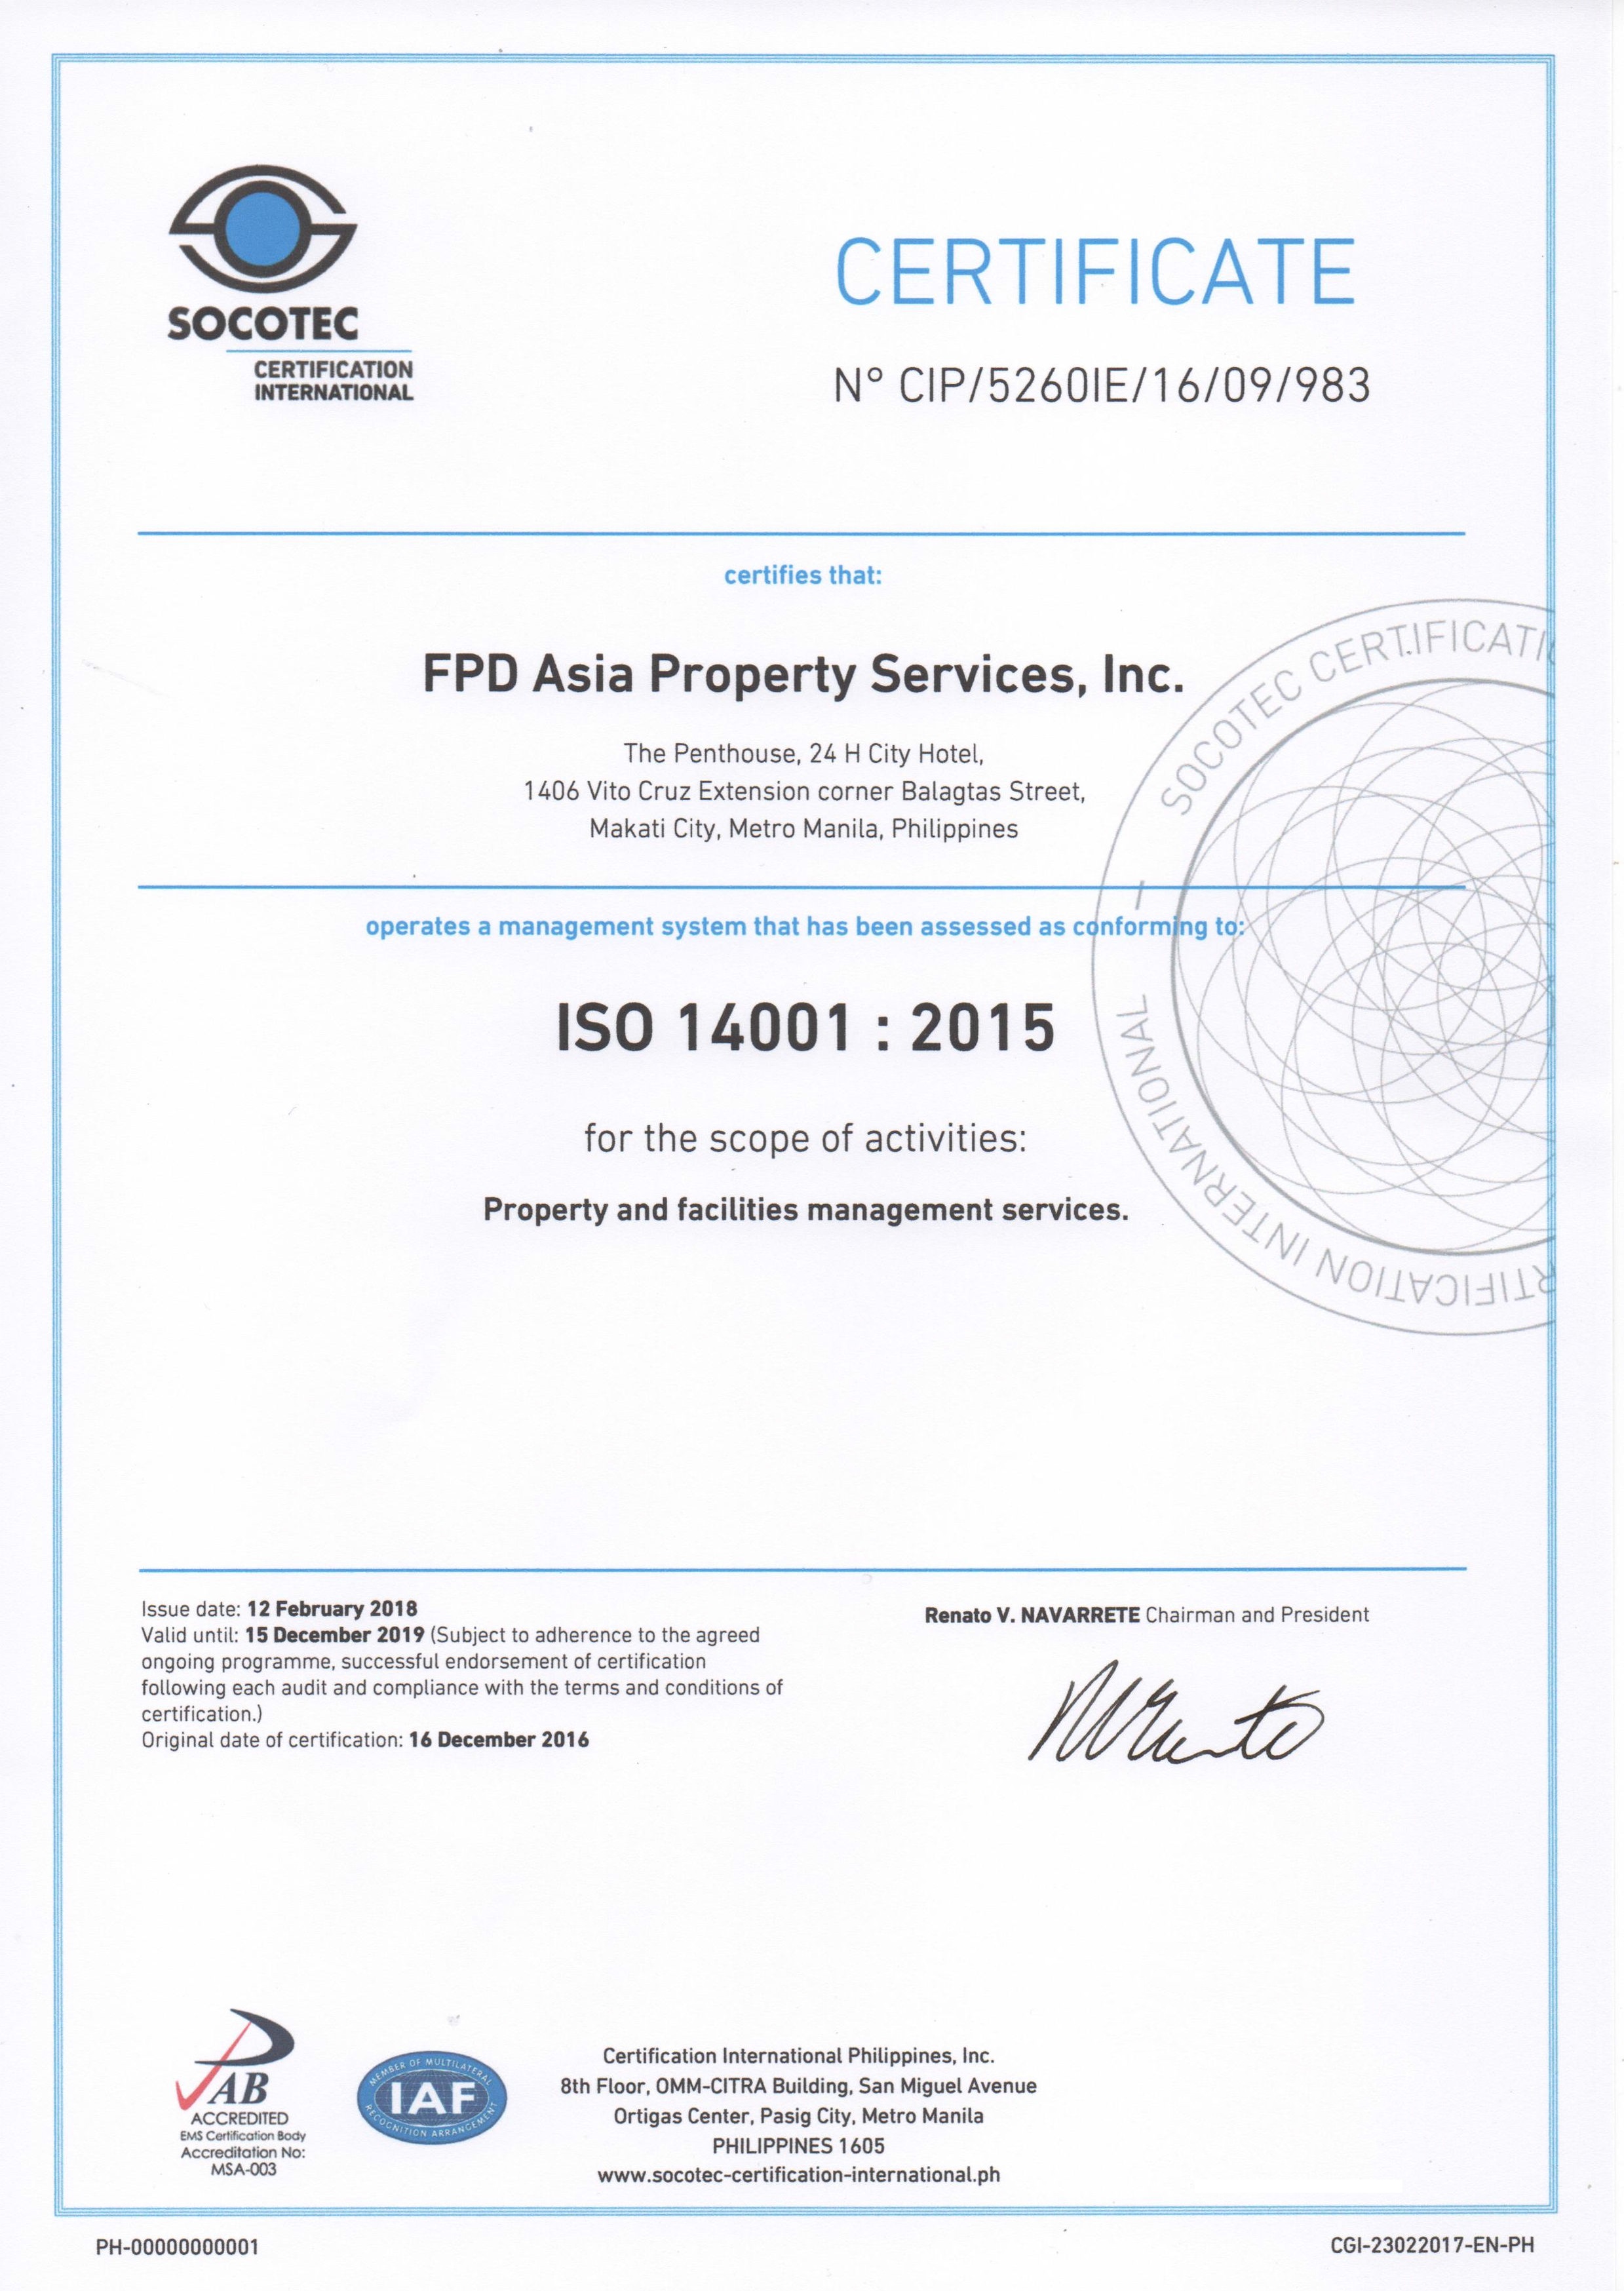 SOCOTEC
CERTIFICATION
INTERNATIONAL
CERTIFICATE
N° CIP/5260IE/16/09/983
certifies that:
FPD Asia Property Services, Inc.
The Penthouse, 24 H City Hotel,
1406 Vito Cruz Extension corner Balagtas Street,
Makati City, Metro Manila, Philippines
SOCOTEC CERTIFICATI
RTIFICATION INTERNATIONAL —
operates a management system that has been assessed as conforming to:
ISO 14001 : 2015
for the scope of activities:
Property and facilities management services.
Issue date: 12 February 2018
Valid until: 15 December 2019 (Subject to adherence to the agreed
ongoing programme, successful endorsement of certification
following each audit and compliance with the terms and conditions of
certification.)
Original date of certification: 16 December 2016
Renato V. NAVARRETE Chairman and President
PAB
ACCREDITED
EMS Certification Body
Accreditation No:
MSA-003
MEMBER OF MULTILATERAL
IAF
RECOGNITION ARRANGEMENT
Certification International Philippines, Inc.
8th Floor, OMM-CITRA Building, San Miguel Avenue
Ortigas Center, Pasig City, Metro Manila
PHILIPPINES 1605
www.socotec-certification-international.ph
PH-00000000001
CGI-23022017-EN-PH